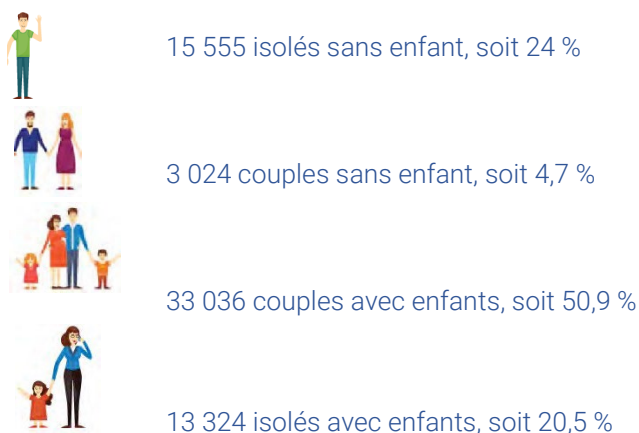 15 555 isolés sans enfant, soit 24 %
3 024 couples sans enfant, soit 4,7 %
33 036 couples avec enfants, soit 50,9 %
13 324 isolés avec enfants, soit 20,5 %